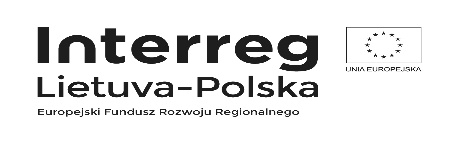 Interreg
Lietuva-Polska
Europejski Fundusz Rozwoju Regionalnego
UNIA EUROPEJSKA